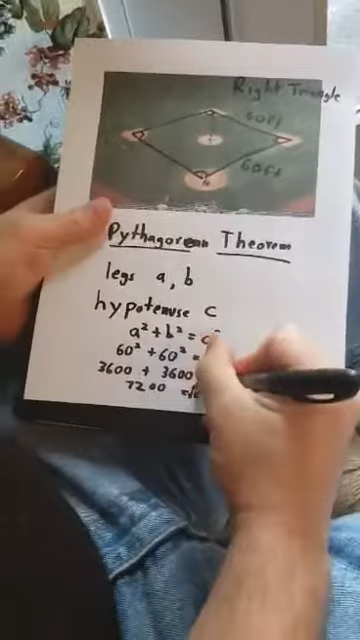 Right Triangle
60ft
60ft
Pythagorean Theorem
legs a, b
hypotenuse c
a² + b² = c²
60² + 60² =
3600 + 3600
7200 =